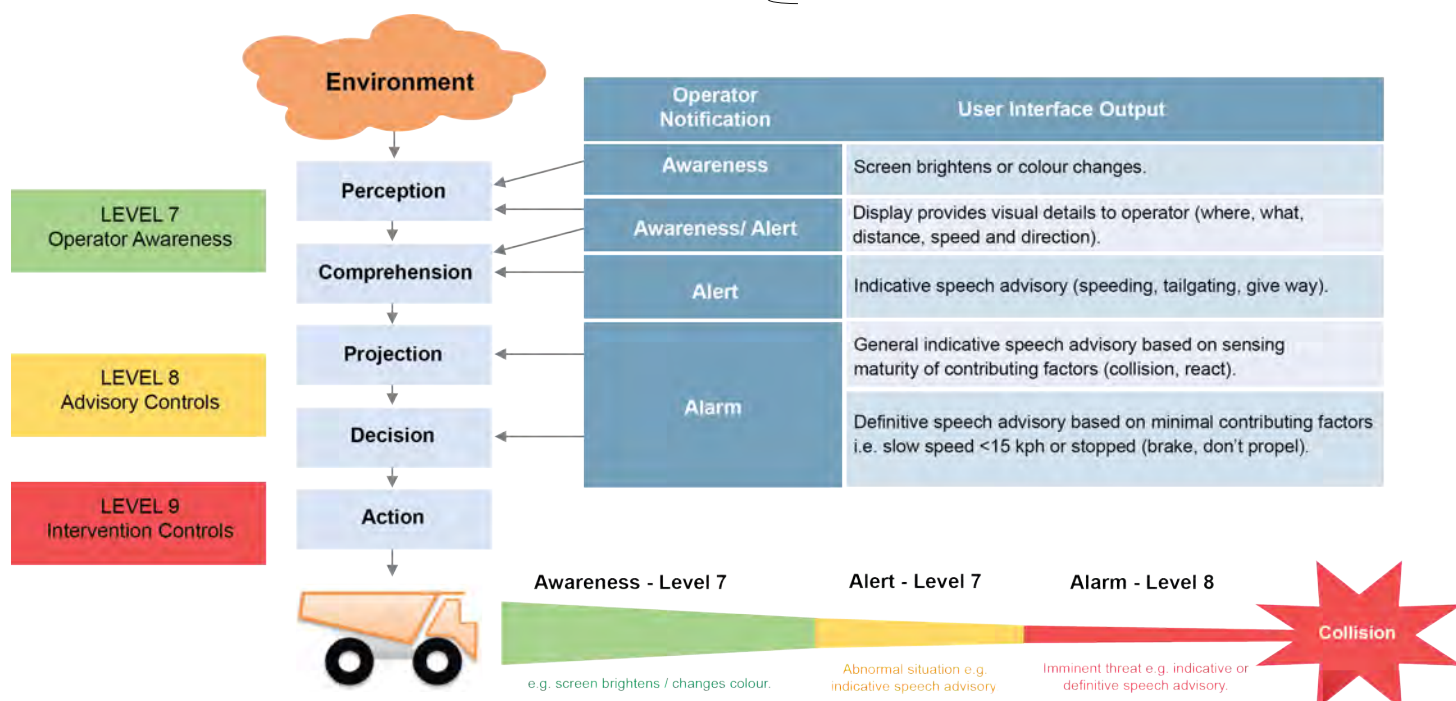 Environment
Perception
Comprehension
Projection
Decision
Action
LEVEL 7
Operator Awareness
LEVEL 8
Advisory Controls
LEVEL 9
Intervention Controls
Operator
Notification
User Interface Output
Awareness
Screen brightens or colour changes.
Awareness/ Alert
Display provides visual details to operator (where, what,
distance, speed and direction).
Alert
Indicative speech advisory (speeding, tailgating, give way).
Alarm
General indicative speech advisory based on sensing
maturity of contributing factors (collision, react).
Definitive speech advisory based on minimal contributing factors
i.e. slow speed <15 kph or stopped (brake, don't propel).
Awareness - Level 7
Alert - Level 7
Alarm - Level 8
Collision
e.g. screen brightens / changes colour.
Abnormal situation e.g.
indicative speech advisory
Imminent threat e.g. indicative or
definitive speech advisory.